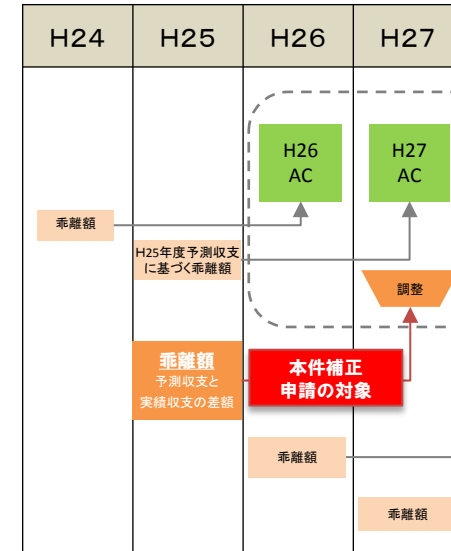 H24 H25 H26 H27
H26
AC
H27
AC
乖離額
H25年度予測収支
に基づく乖離額
調整
乖離額
予測収支と
実績収支の差額
本件補正
申請の対象
乖離額
乖離額